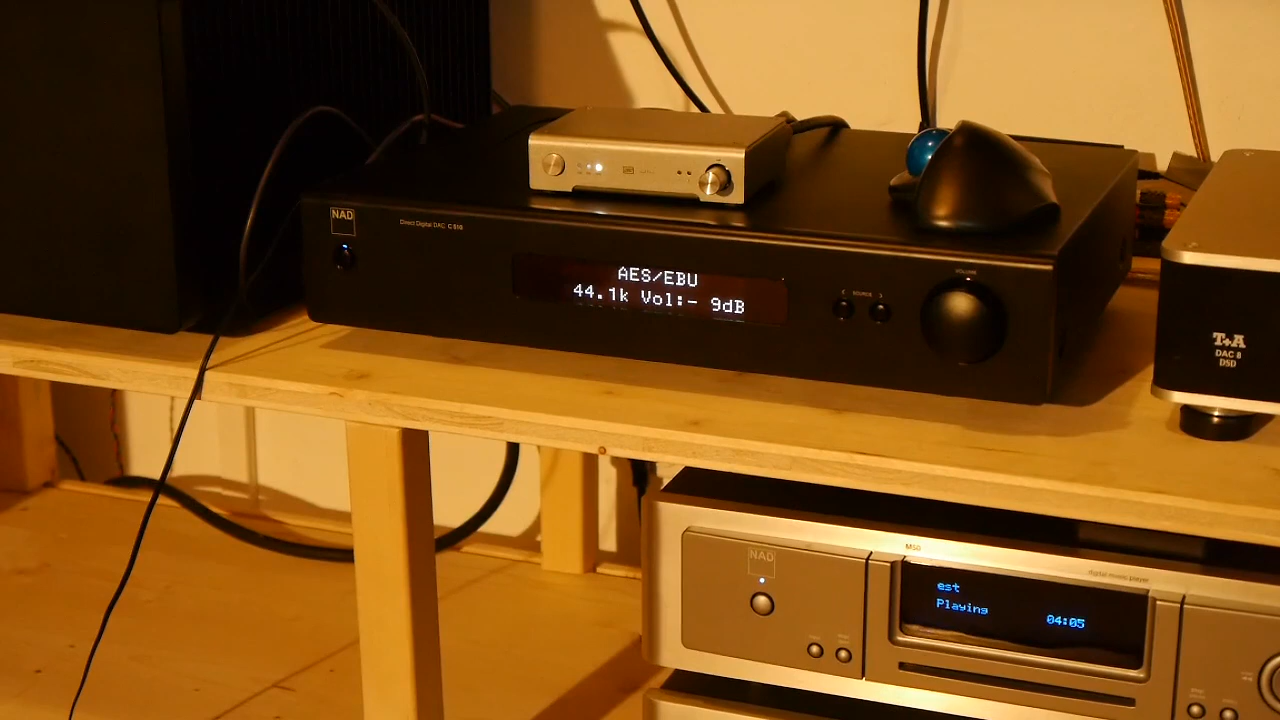 NAD
Direct Digital DAC C 510
AES/EBU
44.1k Vol:- 9dB
< SOURCE >
VOLUME
T+A
DAC 8
DSD
NAD
M50
digital music player
est
Playing 04:05